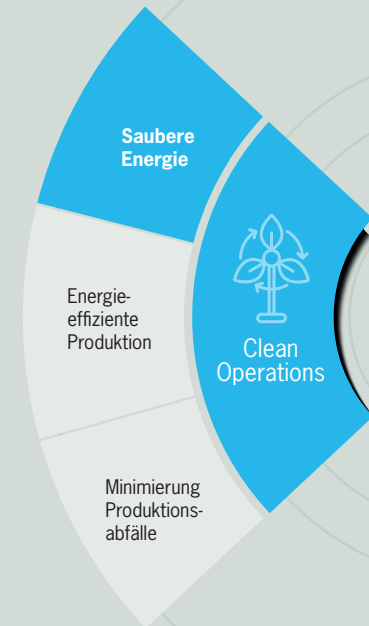 Saubere
Energie
Energie-
effiziente
Produktion
Clean
Operations
Minimierung
Produktions-
abfälle